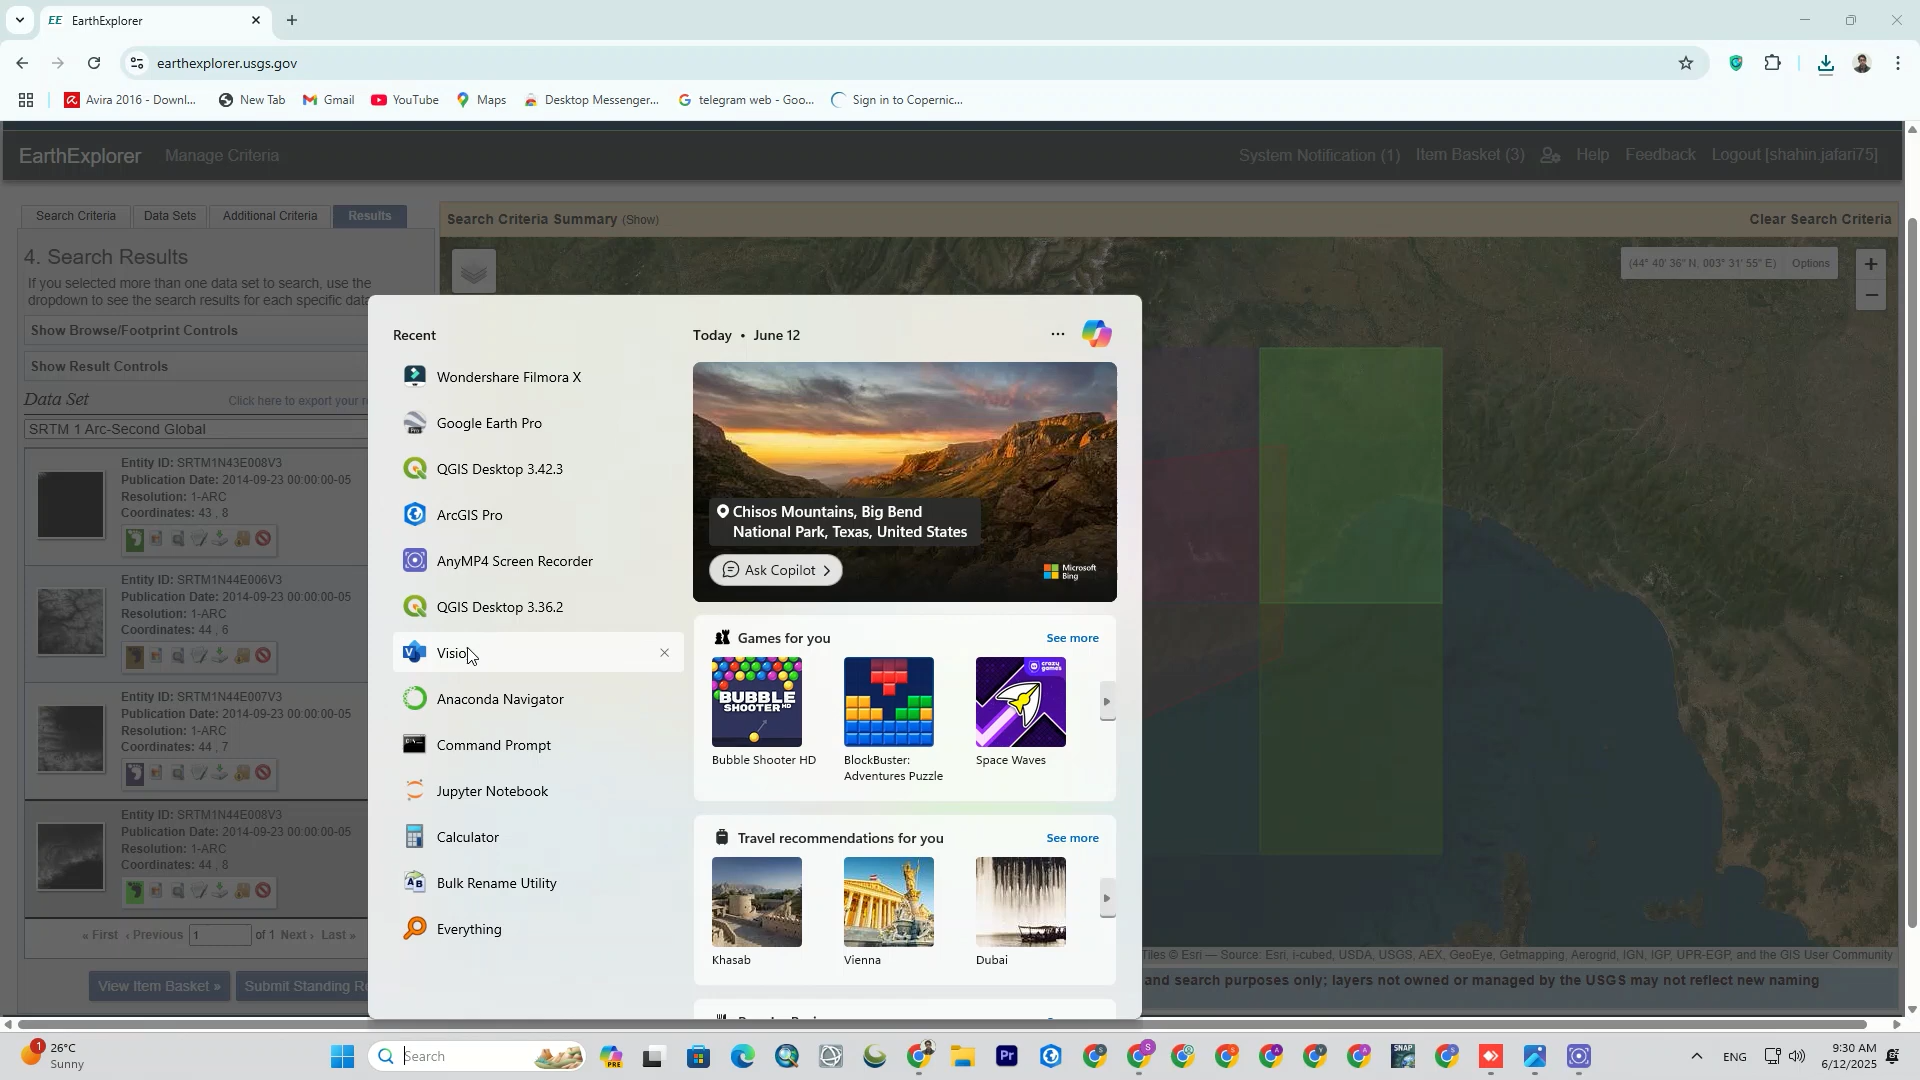 EE EarthExplorer
earthexplorer.usgs.gov
Avira 2016 - Downl...
New Tab
Gmail
YouTube
Maps
Desktop Messenger...
telegram web - Goo...
Sign in to Copernic...
EarthExplorer
Manage Criteria
System Notification (1)
Item Basket (3)
Help
Feedback
Logout [shahin.jafari75]
Search Criteria
Data Sets
Additional Criteria
Results
Search Criteria Summary (Show)
Clear Search Criteria
4. Search Results
If you selected more than one data set to search, use the
dropdown to see the search results for each specific dat
Show Browse/Footprint Controls
Show Result Controls
Data Set
Click here to export your r
SRTM 1 Arc-Second Global
Entity ID: SRTM1N43E008V3
Publication Date: 2014-09-23 00:00:00-05
Resolution: 1-ARC
Coordinates: 43 , 8
Entity ID: SRTM1N44E006V3
Publication Date: 2014-09-23 00:00:00-05
Resolution: 1-ARC
Coordinates: 44 , 6
Entity ID: SRTM1N44E007V3
Publication Date: 2014-09-23 00:00:00-05
Resolution: 1-ARC
Coordinates: 44 , 7
Entity ID: SRTM1N44E008V3
Publication Date: 2014-09-23 00:00:00-05
Resolution: 1-ARC
Coordinates: 44 , 8
« First ‹ Previous 1 of 1 Next › Last »
View Item Basket »
Submit Standing Re
(44° 40' 36" N, 003° 31' 55" E)
Options
+
−
Recent
Wondershare Filmora X
Google Earth Pro
QGIS Desktop 3.42.3
ArcGIS Pro
AnyMP4 Screen Recorder
QGIS Desktop 3.36.2
Visio
Anaconda Navigator
Command Prompt
Jupyter Notebook
Calculator
Bulk Rename Utility
Everything
Today • June 12
Chisos Mountains, Big Bend
National Park, Texas, United States
Ask Copilot
Microsoft
Bing
Games for you
See more
BUBBLE
SHOOTER HD
crazy
games
Bubble Shooter HD
BlockBuster:
Adventures Puzzle
Space Waves
Travel recommendations for you
See more
Khasab
Vienna
Dubai
Tiles © Esri — Source: Esri, i-cubed, USDA, USGS, AEX, GeoEye, Getmapping, Aerogrid, IGN, IGP, UPR-EGP, and the GIS User Community
and search purposes only; layers not owned or managed by the USGS may not reflect new naming
1
26°C
Sunny
Search
PRE
Pr
SNAP
ENG
9:30 AM
6/12/2025